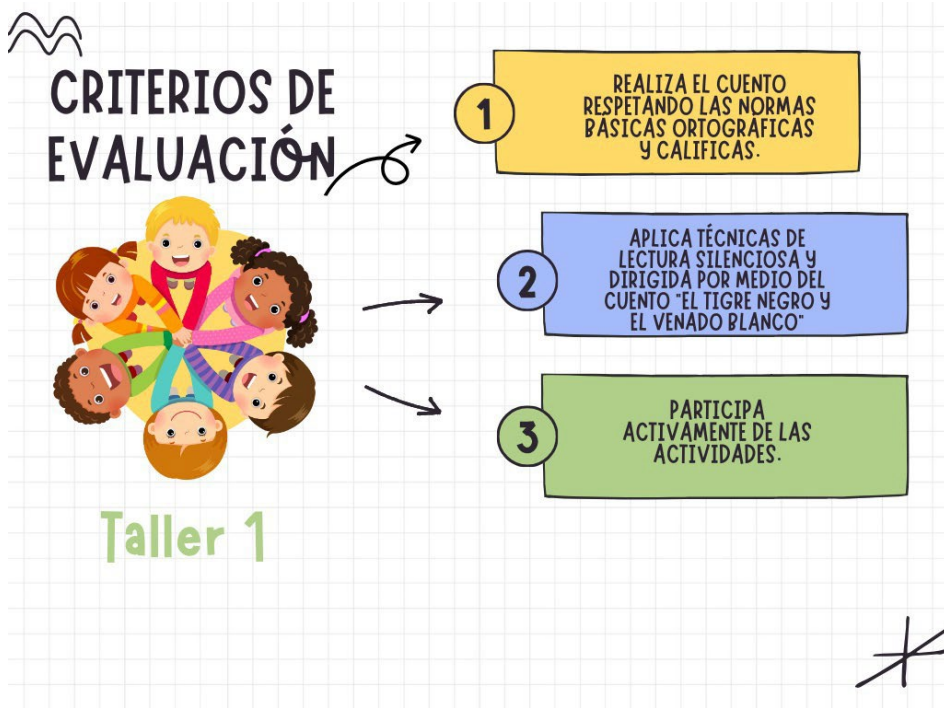 CRITERIOS DE
EVALUACIÓN
1
REALIZA EL CUENTO
RESPETANDO LAS NORMAS
BÁSICAS ORTOGRÁFICAS
Y CALIFICAS.
2
APLICA TÉCNICAS DE
LECTURA SILENCIOSA Y
DIRIGIDA POR MEDIO DEL
CUENTO "EL TIGRE NEGRO Y
EL VENADO BLANCO"
3
PARTICIPA
ACTIVAMENTE DE LAS
ACTIVIDADES.
Taller 1